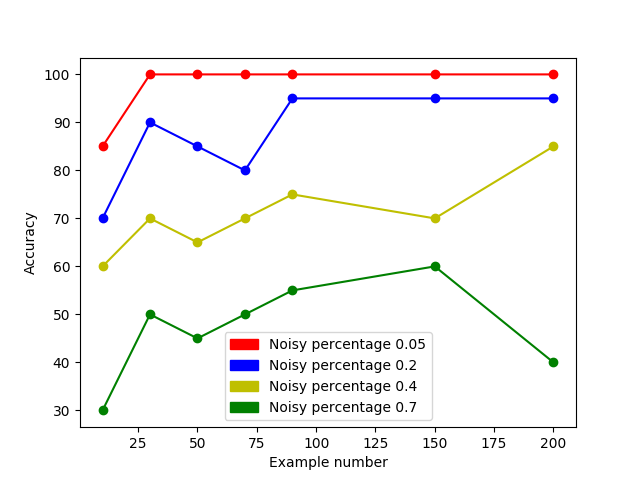 100
90
80
70
60
50
40
30
Accuracy
Noisy percentage 0.05
Noisy percentage 0.2
Noisy percentage 0.4
Noisy percentage 0.7
25 50 75 100 125 150 175 200
Example number